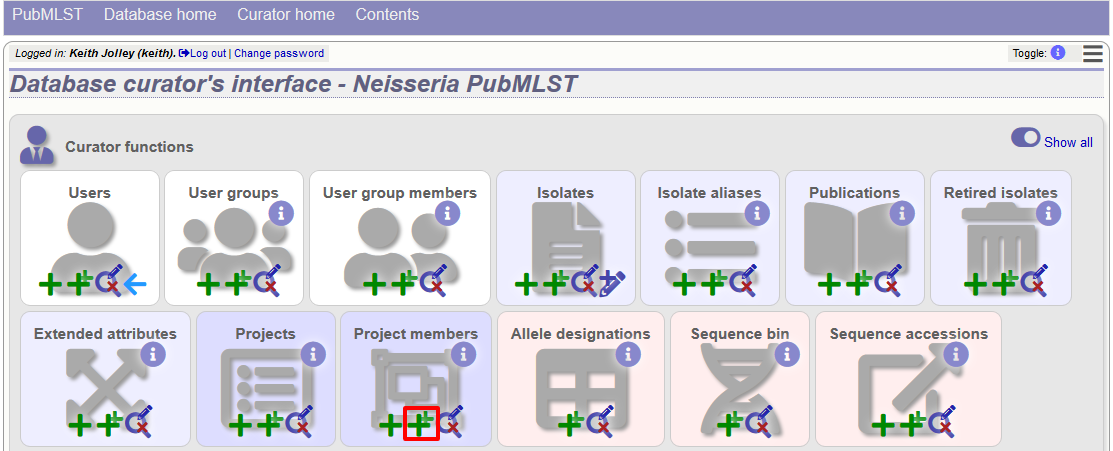 PubMLST Database home Curator home Contents
Logged in: Keith Jolley (keith). Log out | Change password Toggle: i
Database curator's interface - Neisseria PubMLST
Curator functions Show all
Users User groups User group members Isolates Isolate aliases Publications Retired isolates
Extended attributes Projects Project members Allele designations Sequence bin Sequence accessions